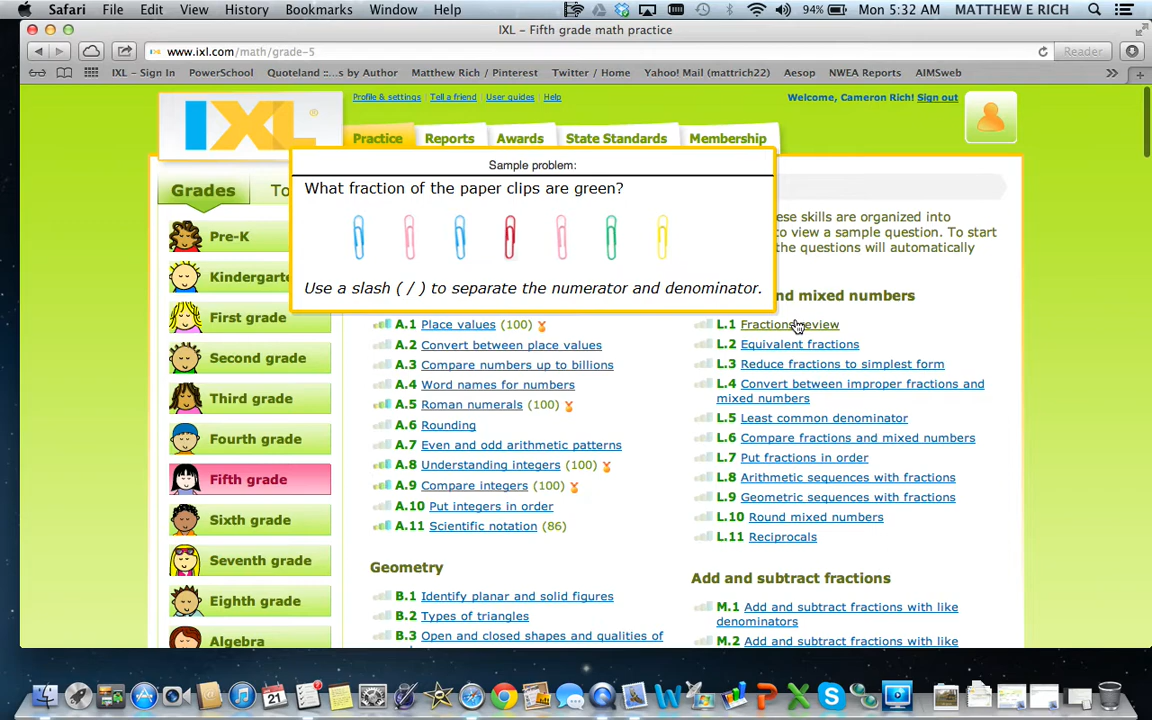 Safari File Edit View History Bookmarks Window Help 94% Mon 5:32 AM MATTHEW E RICH
IXL - Fifth grade math practice
www.ixl.com/math/grade-5 Reader
IXL - Sign In PowerSchool Quoteland ::...s by Author Matthew Rich / Pinterest Twitter / Home Yahoo! Mail (mattrich22) Aesop NWEA Reports AIMSweb
IXL®
Profile & settings Tell a friend User guides Help Welcome, Cameron Rich! Sign out
Practice Reports Awards State Standards Membership
Grades To
Sample problem:
What fraction of the paper clips are green?
Use a slash ( / ) to separate the numerator and denominator.
ese skills are organized into
to view a sample question. To start
the questions will automatically
Pre-K
Kindergarte
First grade
Second grade
Third grade
Fourth grade
Fifth grade
Sixth grade
Seventh grade
Eighth grade
Algebra
A.1 Place values (100)
A.2 Convert between place values
A.3 Compare numbers up to billions
A.4 Word names for numbers
A.5 Roman numerals (100)
A.6 Rounding
A.7 Even and odd arithmetic patterns
A.8 Understanding integers (100)
A.9 Compare integers (100)
A.10 Put integers in order
A.11 Scientific notation (86)
Geometry
B.1 Identify planar and solid figures
B.2 Types of triangles
B.3 Open and closed shapes and qualities of
nd mixed numbers
L.1 Fractions review
L.2 Equivalent fractions
L.3 Reduce fractions to simplest form
L.4 Convert between improper fractions and
mixed numbers
L.5 Least common denominator
L.6 Compare fractions and mixed numbers
L.7 Put fractions in order
L.8 Arithmetic sequences with fractions
L.9 Geometric sequences with fractions
L.10 Round mixed numbers
L.11 Reciprocals
Add and subtract fractions
M.1 Add and subtract fractions with like
denominators
M.2 Add and subtract fractions with like